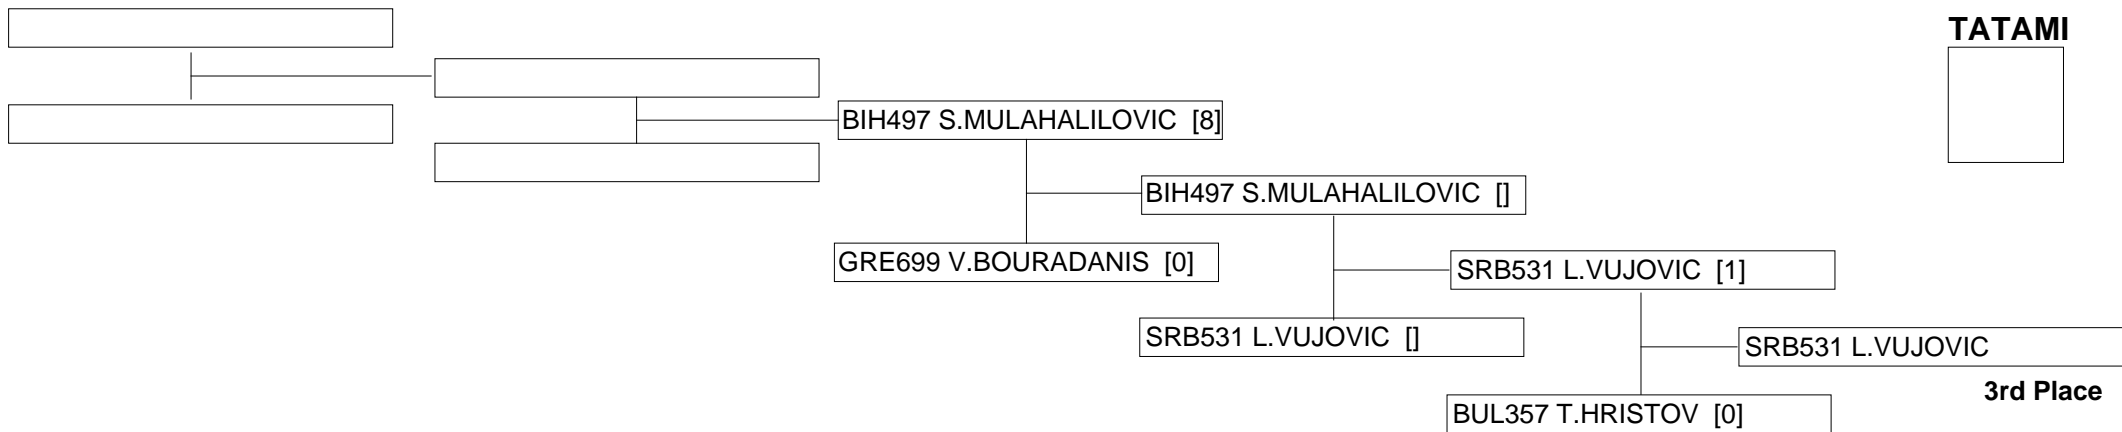 TATAMI
BIH497 S.MULAHALILOVIC [8]
BIH497 S.MULAHALILOVIC []
GRE699 V.BOURADANIS [0]
SRB531 L.VUJOVIC [1]
SRB531 L.VUJOVIC []
SRB531 L.VUJOVIC
3rd Place
BUL357 T.HRISTOV [0]